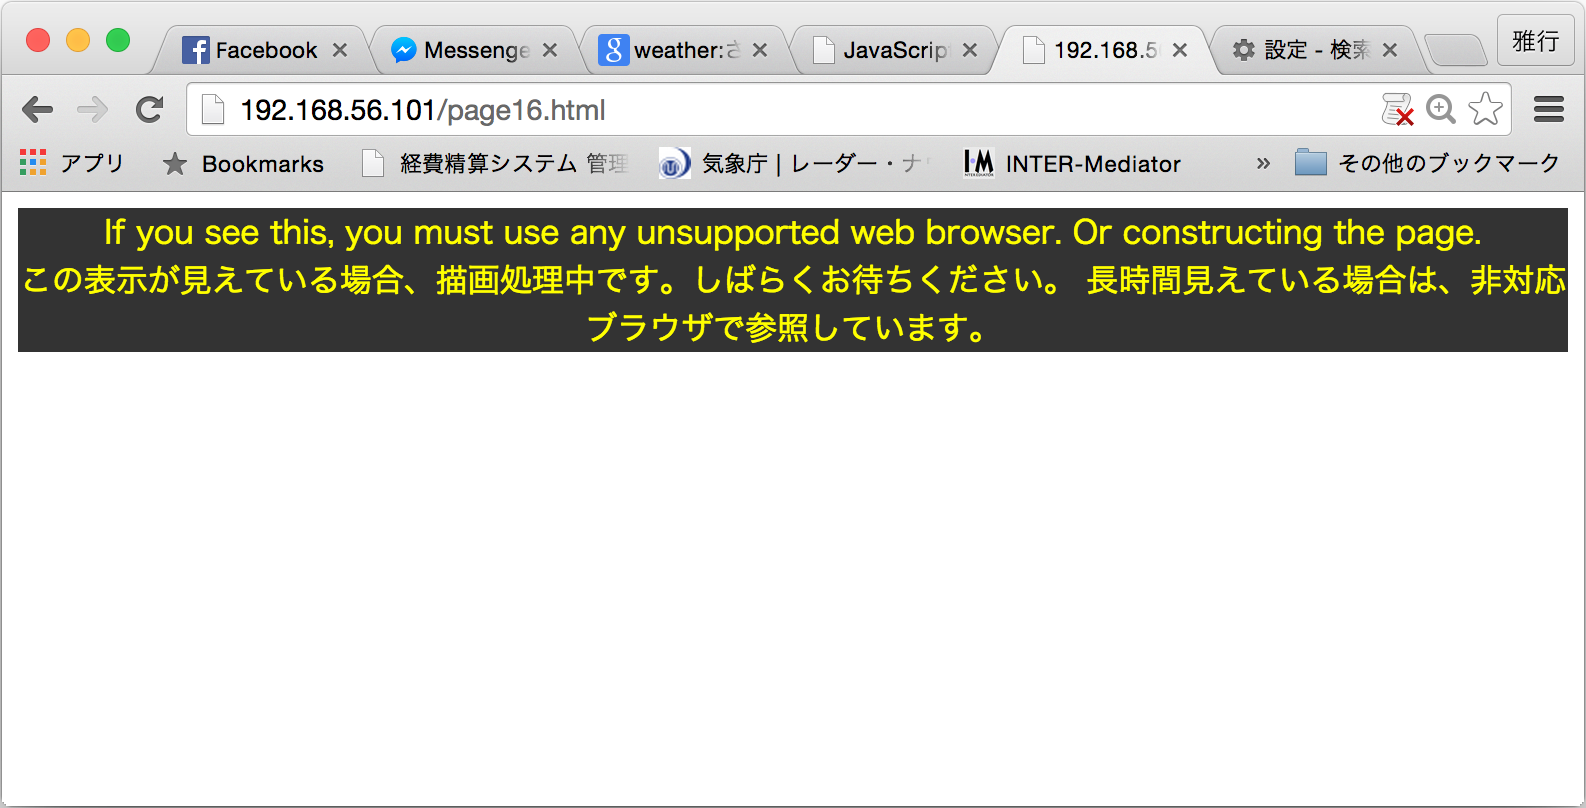 Facebook
Messenge
weather:さ
JavaScrip
192.168.5
設定 - 検索
雅行
192.168.56.101/page16.html
アプリ
Bookmarks
経費精算システム 管理
気象庁 | レーダー・ナ
INTER-Mediator
»
その他のブックマーク
If you see this, you must use any unsupported web browser. Or constructing the page.
この表示が見えている場合、描画処理中です。しばらくお待ちください。 長時間見えている場合は、非対応
ブラウザで参照しています。